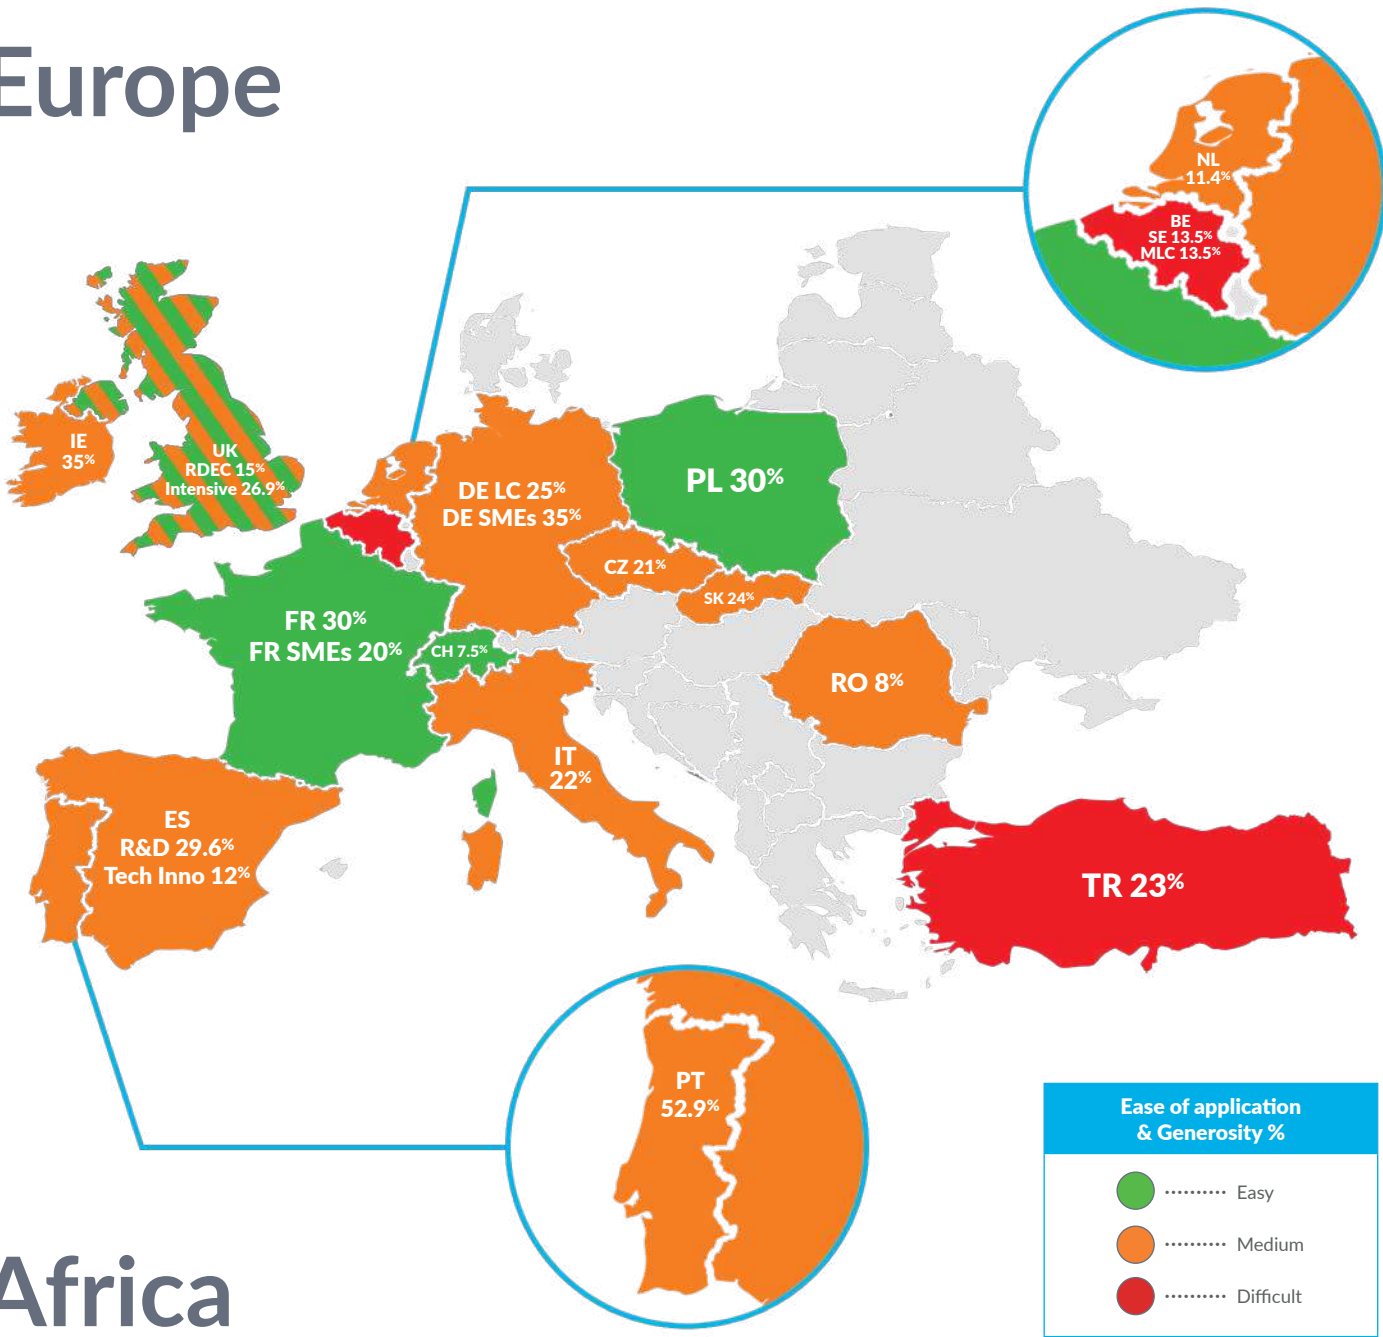 Europe
NL
11.4%
BE
SE 13.5%
MLC 13.5%
IE
35%
UK
RDEC 15%
Intensive 26.9%
DE LC 25%
DE SMEs 35%
PL 30%
CZ 21%
SK 24%
FR 30%
FR SMEs 20%
CH 7.5%
RO 8%
IT
22%
ES
R&D 29.6%
Tech Inno 12%
TR 23%
PT
52.9%
Ease of application
& Generosity %
Easy
Medium
Difficult
Africa